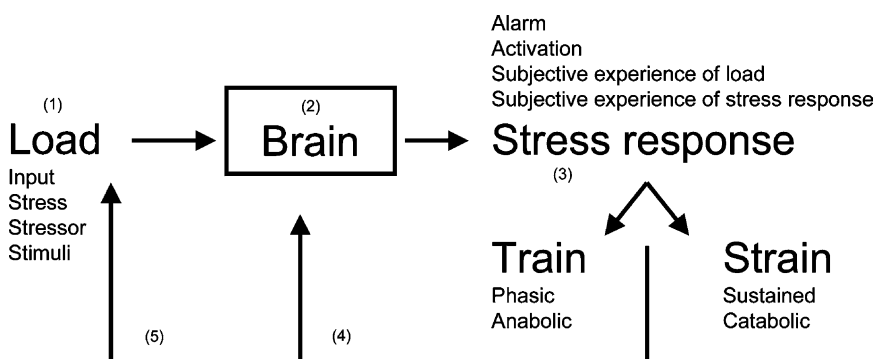 Alarm
Activation
Subjective experience of load
Subjective experience of stress response
(1)
(2)
Load
Brain
Stress response
(3)
Input
Stress
Stressor
Stimuli
Train
Strain
Phasic
Sustained
Anabolic
Catabolic
(5)
(4)